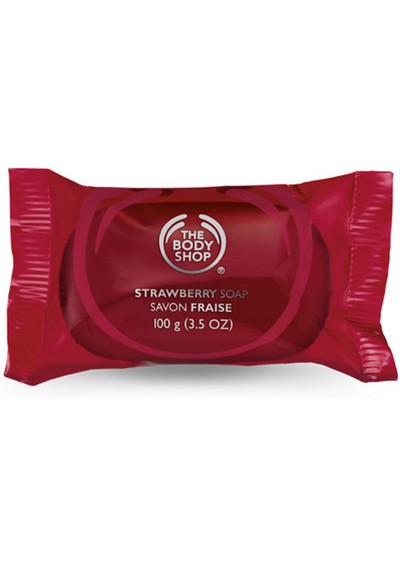 THE
BODY
SHOP
®
STRAWBERRY SOAP
SAVON FRAISE
100 g (3.5 OZ)